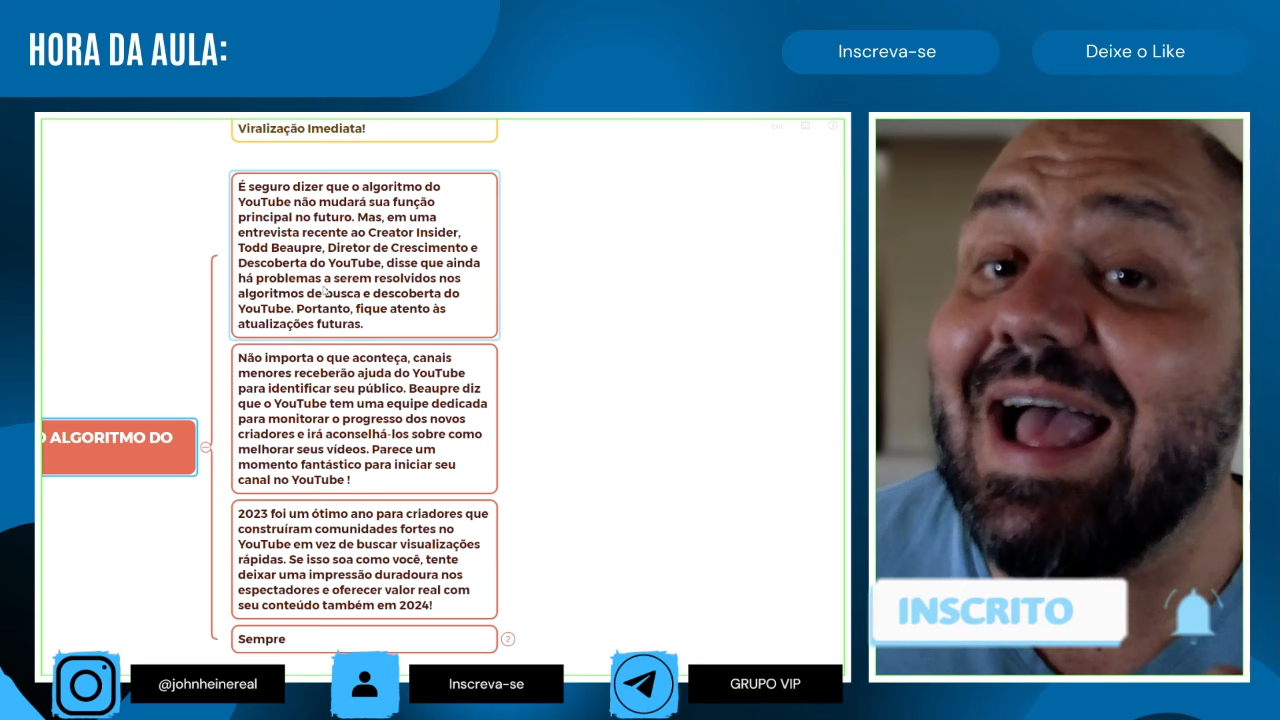 HORA DA AULA:
Inscreva-se
Deixe o Like
Viralização Imediata!
É seguro dizer que o algoritmo do
YouTube não mudará sua função
principal no futuro. Mas, em uma
entrevista recente ao Creator Insider,
Todd Beaupre, Diretor de Crescimento e
Descoberta do YouTube, disse que ainda
há problemas a serem resolvidos nos
algoritmos de busca e descoberta do
YouTube. Portanto, fique atento às
atualizações futuras.
Não importa o que aconteça, canais
menores receberão ajuda do YouTube
para identificar seu público. Beaupre diz
que o YouTube tem uma equipe dedicada
para monitorar o progresso dos novos
criadores e irá aconselhá-los sobre como
melhorar seus vídeos. Parece um
momento fantástico para iniciar seu
canal no YouTube !
O ALGORITMO DO
2023 foi um ótimo ano para criadores que
construíram comunidades fortes no
YouTube em vez de buscar visualizações
rápidas. Se isso soa como você, tente
deixar uma impressão duradoura nos
espectadores e oferecer valor real com
seu conteúdo também em 2024!
Sempre
2
INSCRITO
@johnheinereal
Inscreva-se
GRUPO VIP